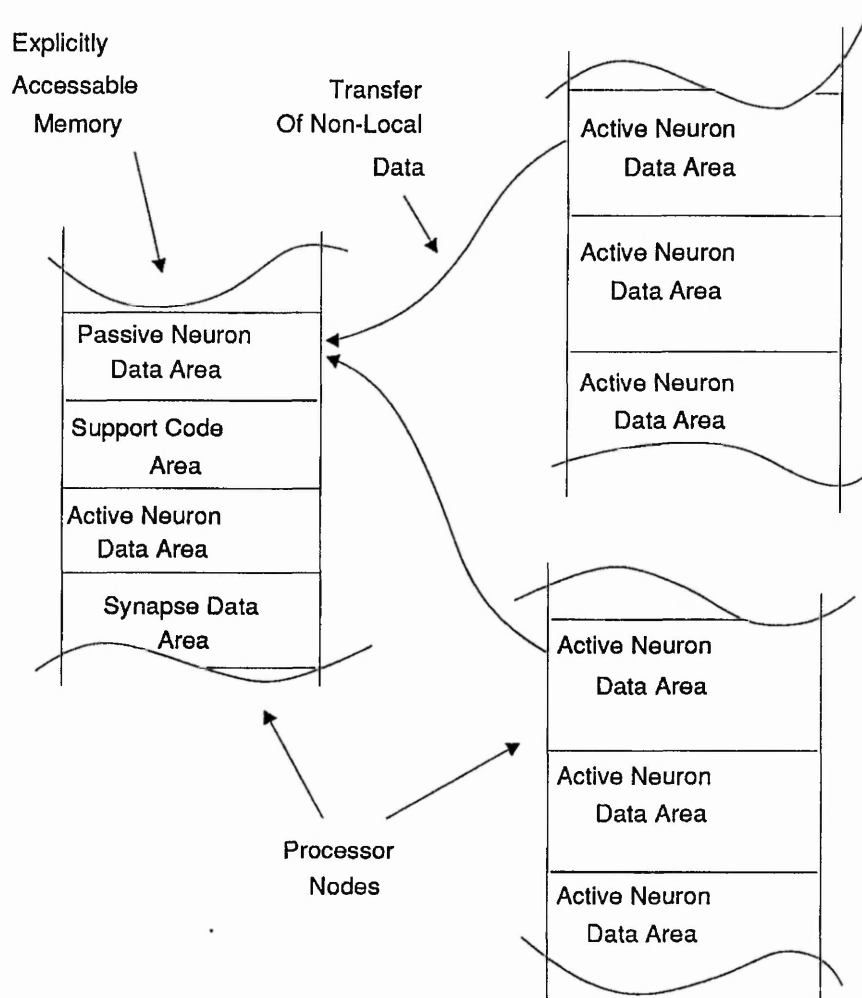 Explicitly
Accessable
Memory
Transfer
Of Non-Local
Data
Passive Neuron
Data Area
Support Code
Area
Active Neuron
Data Area
Synapse Data
Area
Active Neuron
Data Area
Active Neuron
Data Area
Active Neuron
Data Area
Active Neuron
Data Area
Active Neuron
Data Area
Active Neuron
Data Area
Processor
Nodes